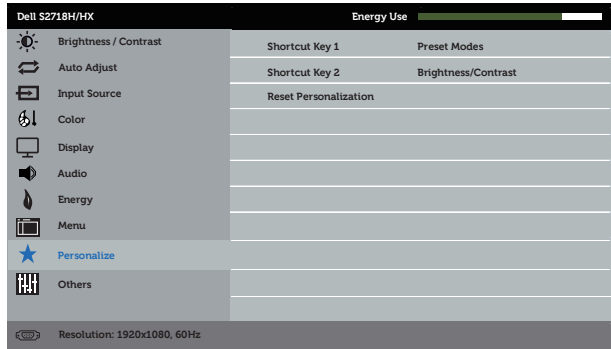 Dell S2718H/HX Energy Use
Brightness / Contrast
Shortcut Key 1 Preset Modes
Auto Adjust
Shortcut Key 2 Brightness/Contrast
Input Source
Reset Personalization
Color
Display
Audio
Energy
Menu
Personalize
Others
Resolution: 1920x1080, 60Hz